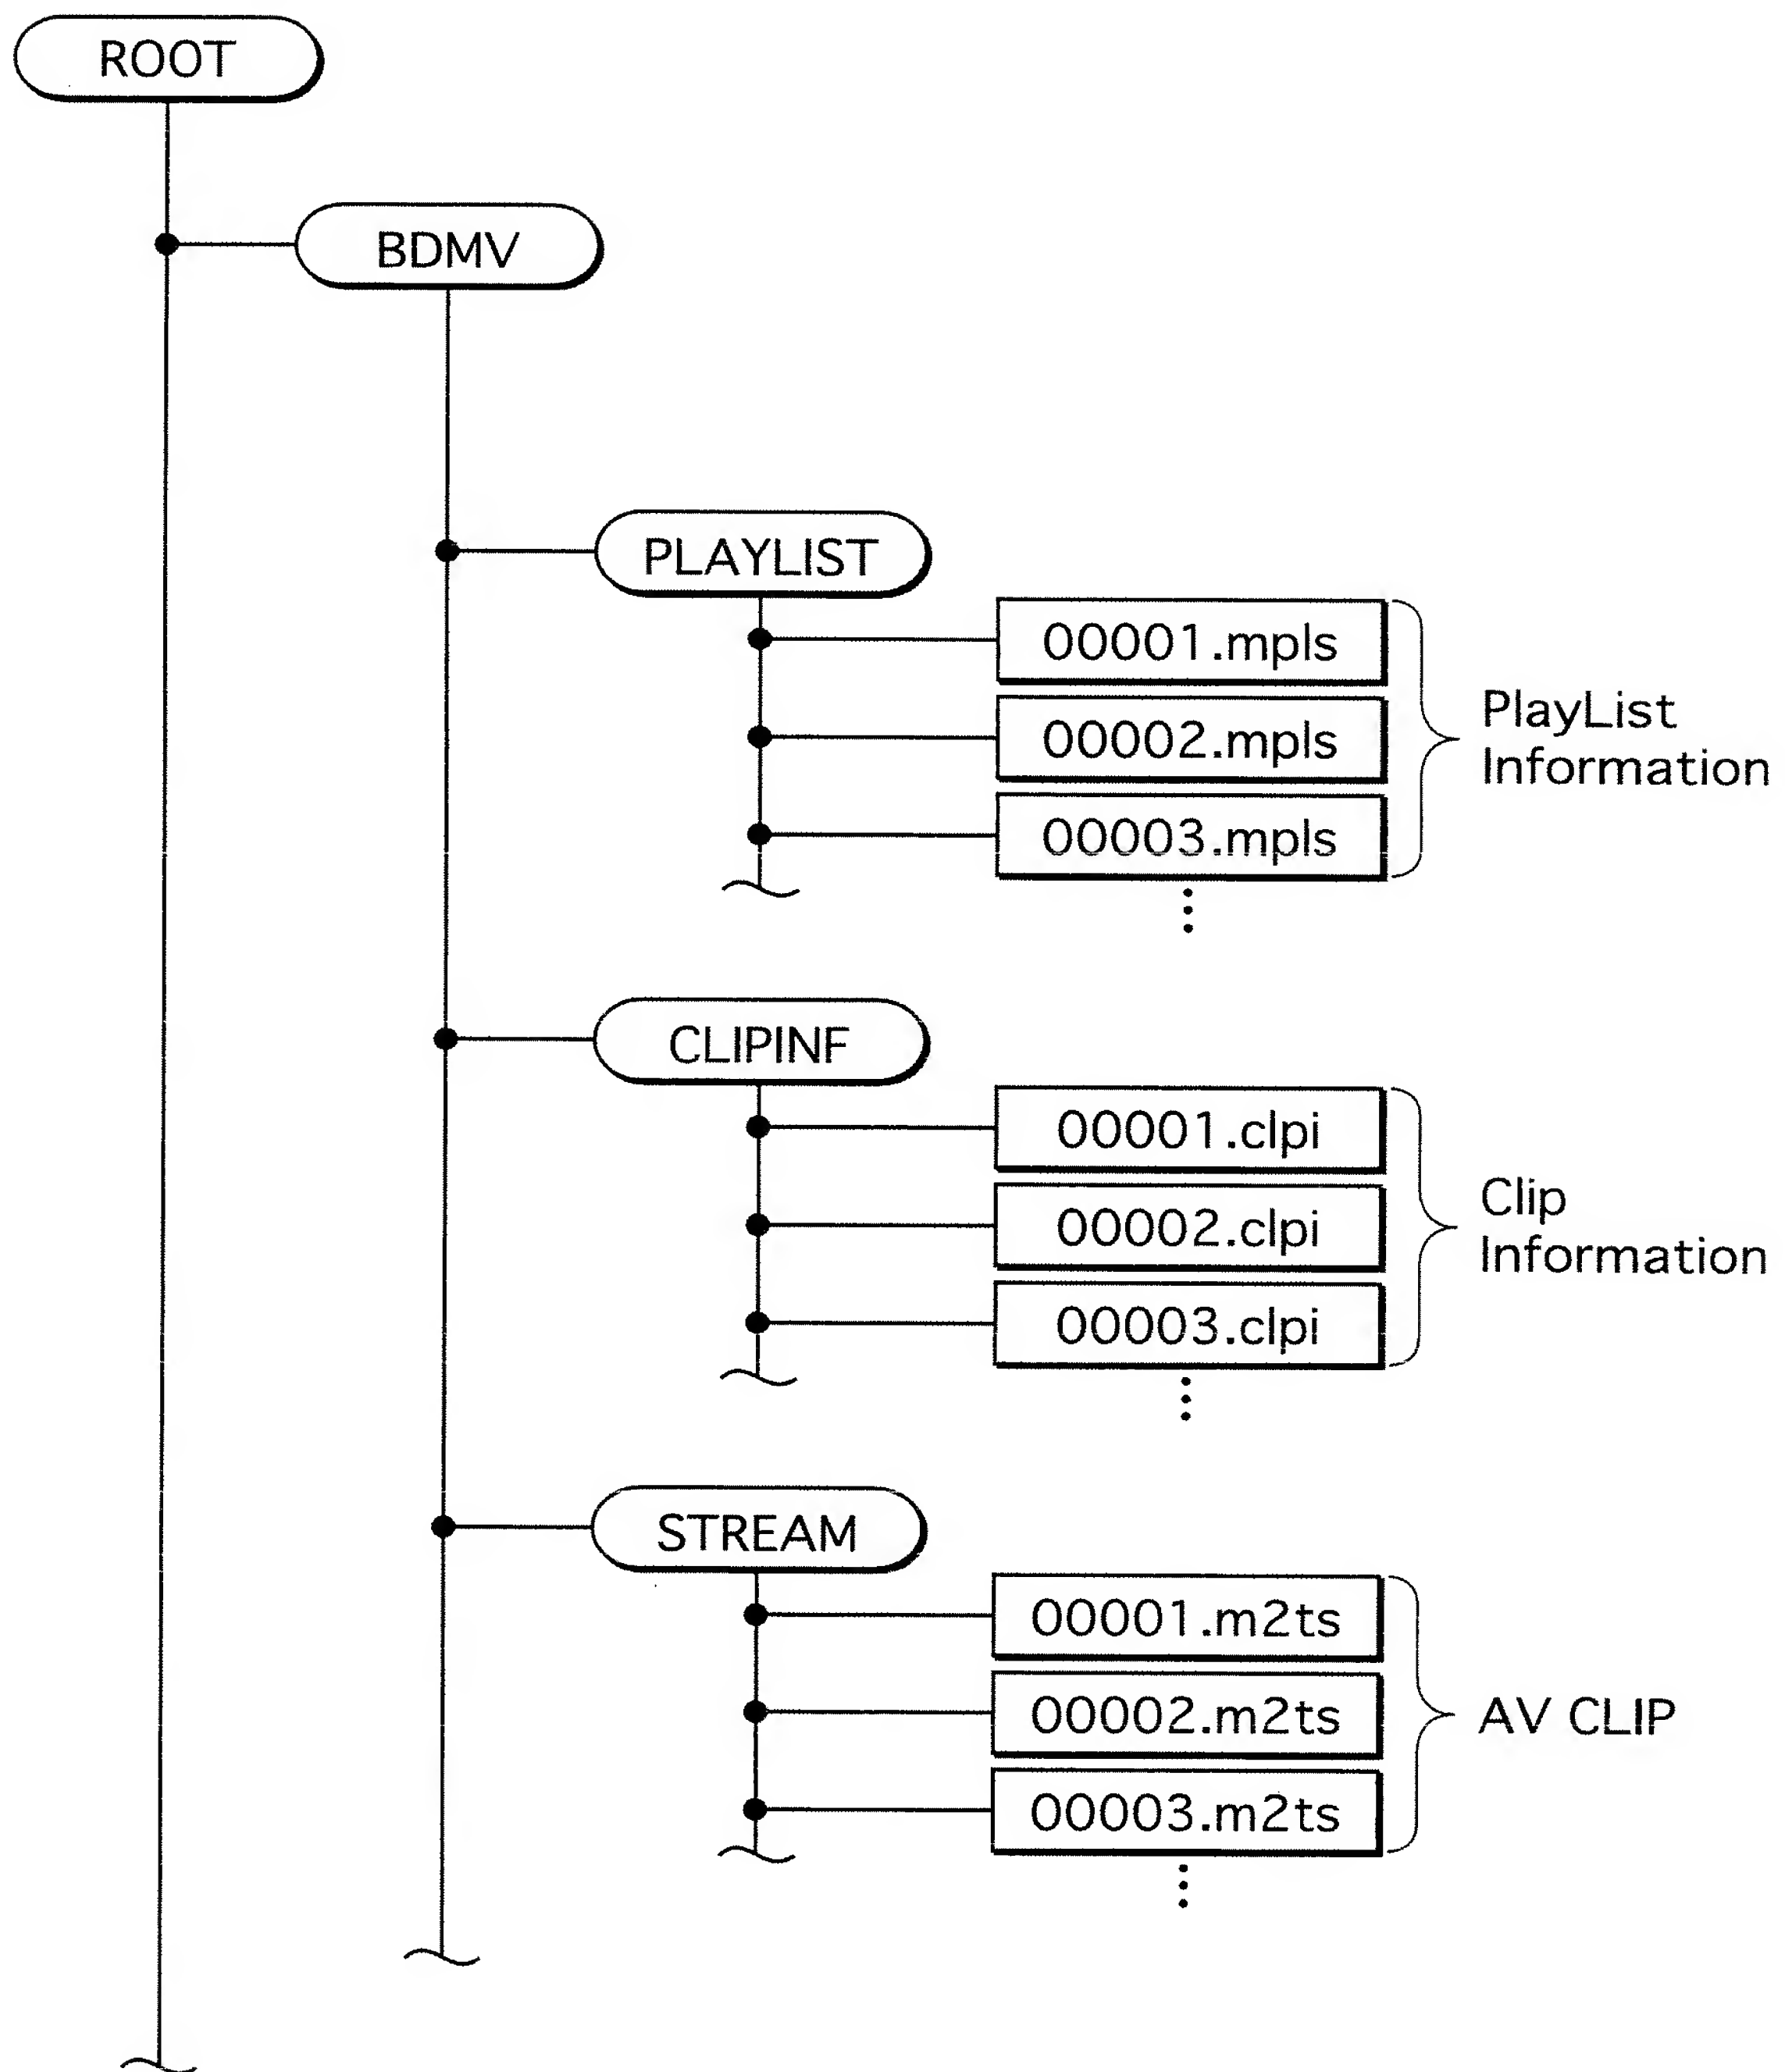 ROOT
BDMV
PLAYLIST
00001.mpls
00002.mpls
00003.mpls
PlayList
Information
CLIPINF
00001.clpi
00002.clpi
00003.clpi
Clip
Information
STREAM
00001.m2ts
00002.m2ts
00003.m2ts
AV CLIP